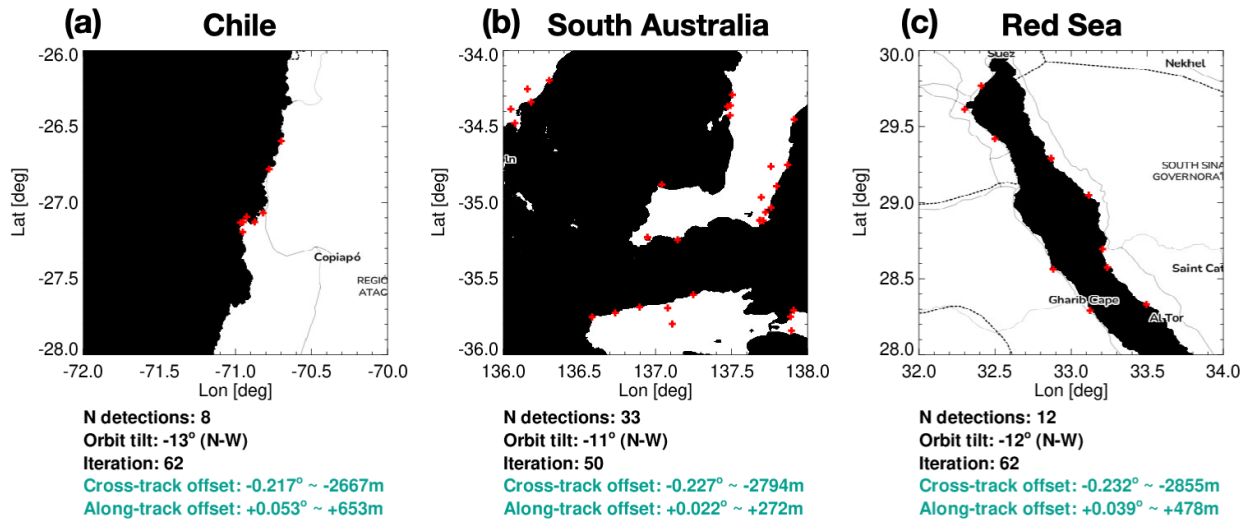 (a) Chile
-26.0
-26.5
-27.0
-27.5
-28.0
Lat [deg]
Copiapó
REGIO
ATAC
-72.0 -71.5 -71.0 -70.5 -70.0
Lon [deg]
N detections: 8
Orbit tilt: -13° (N-W)
Iteration: 62
Cross-track offset: -0.217° ~ -2667m
Along-track offset: +0.053° ~ +653m
(b) South Australia
-34.0
-34.5
-35.0
-35.5
-36.0
Lat [deg]
ln
136.0 136.6 137.0 137.5 138.0
Lon [deg]
N detections: 33
Orbit tilt: -11° (N-W)
Iteration: 50
Cross-track offset: -0.227° ~ -2794m
Along-track offset: +0.022° ~ +272m
(c) Red Sea
30.0
29.5
29.0
28.5
28.0
Lat [deg]
Suez
Nekhel
SOUTH SINA
GOVERNORAT
Saint Cat
Gharib Cape
Al Tor
32.0 32.5 33.0 33.5 34.0
Lon [deg]
N detections: 12
Orbit tilt: -12° (N-W)
Iteration: 62
Cross-track offset: -0.232° ~ -2855m
Along-track offset: +0.039° ~ +478m